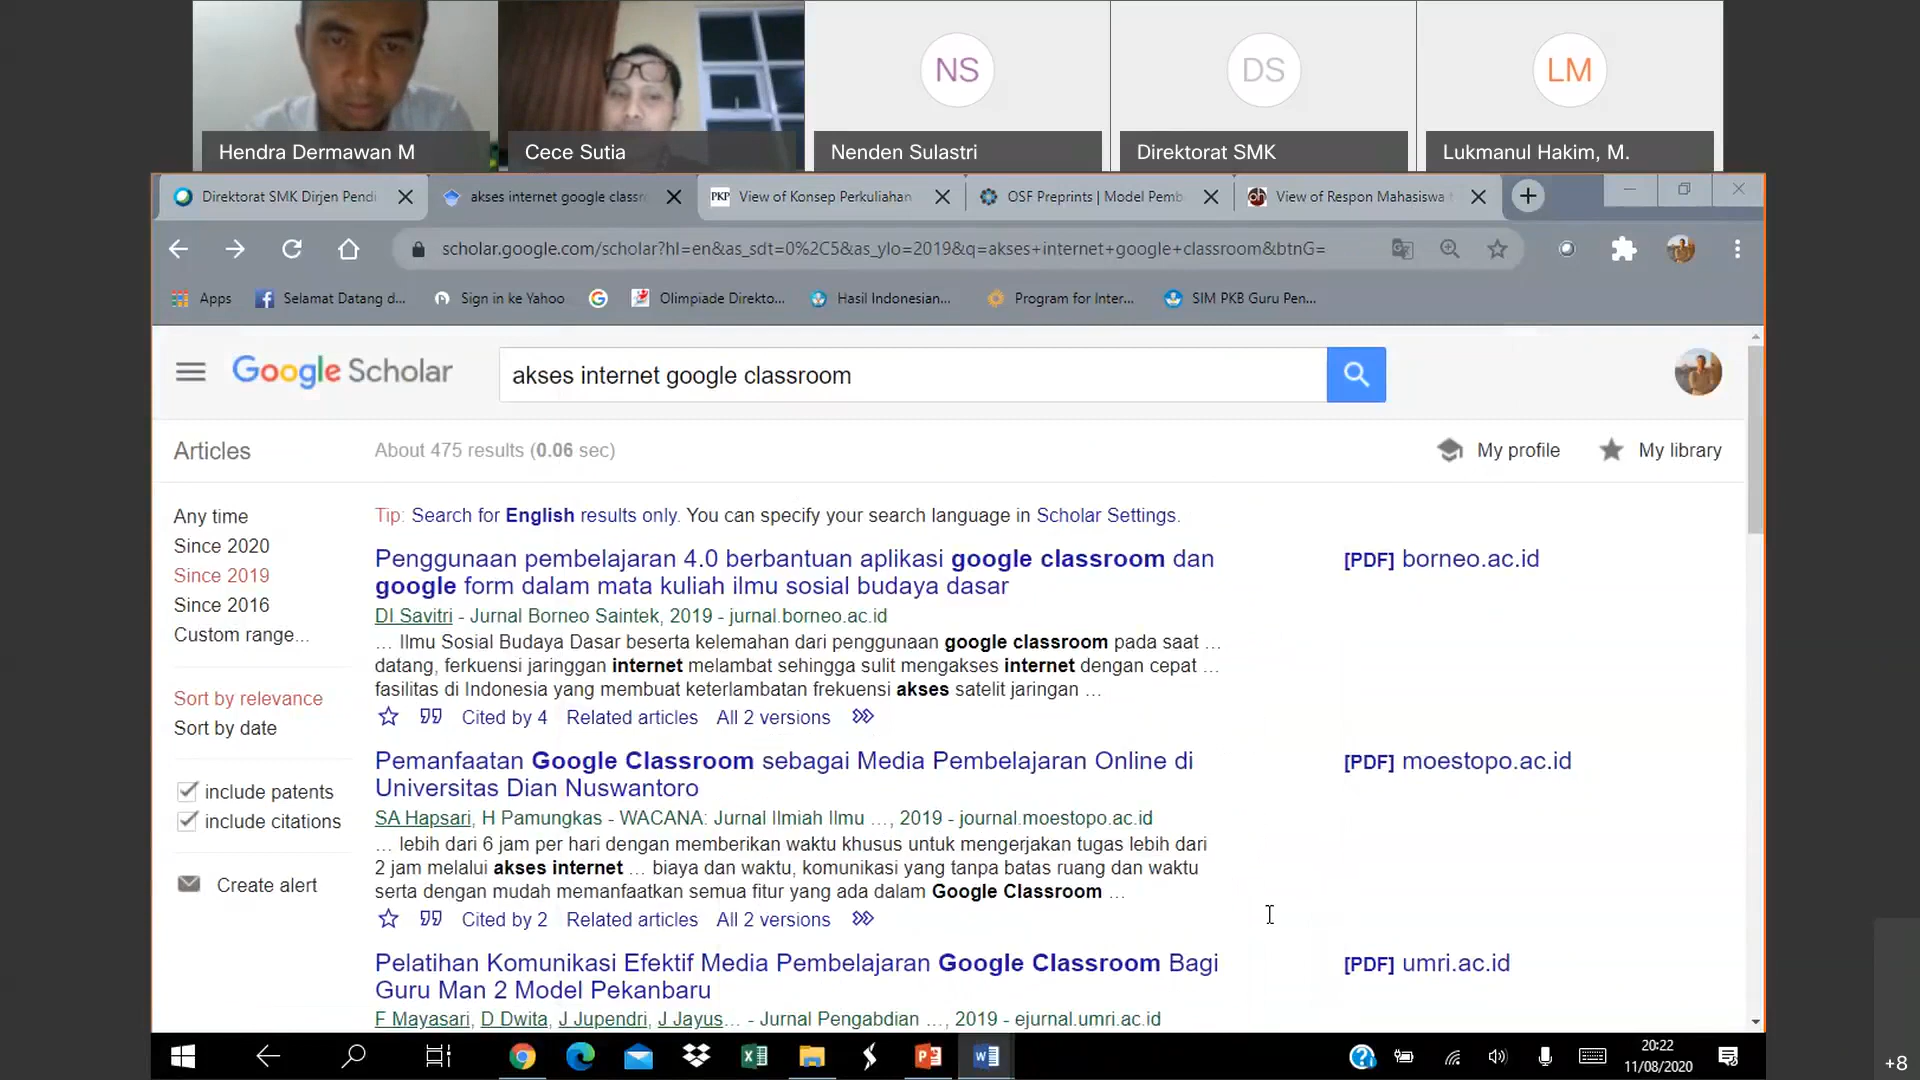 NS
DS
LM
Hendra Dermawan M
Cece Sutia
Nenden Sulastri
Direktorat SMK
Lukmanul Hakim, M.
Direktorat SMK Dirjen Pendi
akses internet google classr
PKP View of Konsep Perkuliahan
OSF Preprints | Model Pemb
View of Respon Mahasiswa
scholar.google.com/scholar?hl=en&as_sdt=0%2C5&as_ylo=2019&q=akses+internet+google+classroom&btnG=
Apps
Selamat Datang d...
Sign in ke Yahoo
Olimpiade Direkto...
Hasil Indonesian...
Program for Inter...
SIM PKB Guru Pen...
Google Scholar
akses internet google classroom
Articles
About 475 results (0.06 sec)
My profile
My library
Any time
Since 2020
Since 2019
Since 2016
Custom range...
Sort by relevance
Sort by date
include patents
include citations
Create alert
Tip: Search for English results only. You can specify your search language in Scholar Settings.
Penggunaan pembelajaran 4.0 berbantuan aplikasi google classroom dan
google form dalam mata kuliah ilmu sosial budaya dasar
[PDF] borneo.ac.id
DI Savitri - Jurnal Borneo Saintek, 2019 - jurnal.borneo.ac.id
... Ilmu Sosial Budaya Dasar beserta kelemahan dari penggunaan google classroom pada saat ...
datang, ferkuensi jaringgan internet melambat sehingga sulit mengakses internet dengan cepat ...
fasilitas di Indonesia yang membuat keterlambatan frekuensi akses satelit jaringan ...
Cited by 4 Related articles All 2 versions
Pemanfaatan Google Classroom sebagai Media Pembelajaran Online di
Universitas Dian Nuswantoro
[PDF] moestopo.ac.id
SA Hapsari, H Pamungkas - WACANA: Jurnal Ilmiah Ilmu ..., 2019 - journal.moestopo.ac.id
... lebih dari 6 jam per hari dengan memberikan waktu khusus untuk mengerjakan tugas lebih dari
2 jam melalui akses internet ... biaya dan waktu, komunikasi yang tanpa batas ruang dan waktu
serta dengan mudah memanfaatkan semua fitur yang ada dalam Google Classroom ...
Cited by 2 Related articles All 2 versions
Pelatihan Komunikasi Efektif Media Pembelajaran Google Classroom Bagi
Guru Man 2 Model Pekanbaru
[PDF] umri.ac.id
F Mayasari, D Dwita, J Jupendri, J Jayus... - Jurnal Pengabdian ..., 2019 - ejurnal.umri.ac.id
20:22
11/08/2020
+8